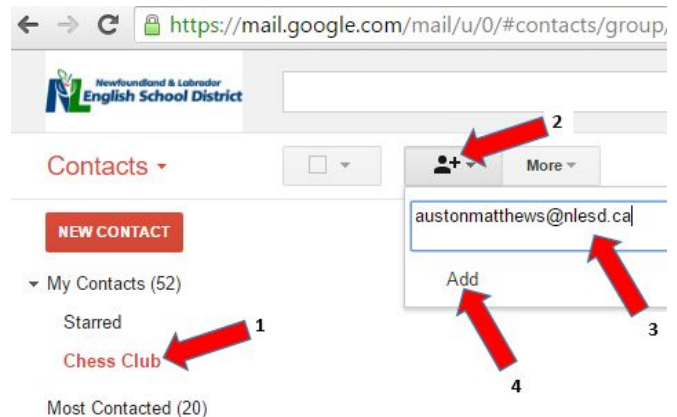 https://mail.google.com/mail/u/0/#contacts/group/
Newfoundland & Labrador
NL English School District
2
Contacts
More
austonmatthews@nlesd.ca
NEW CONTACT
My Contacts (52)
Add
Starred
1
3
Chess Club
4
Most Contacted (20)